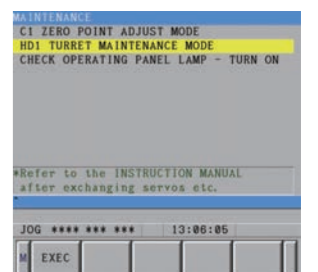 MAINTENANCE
C1 ZERO POINT ADJUST MODE
HD1 TURRET MAINTENANCE MODE
CHECK OPERATING PANEL LAMP - TURN ON
*Refer to the INSTRUCTION MANUAL
after exchanging servos etc.
JOG **** *** *** 13:06:05
M EXEC